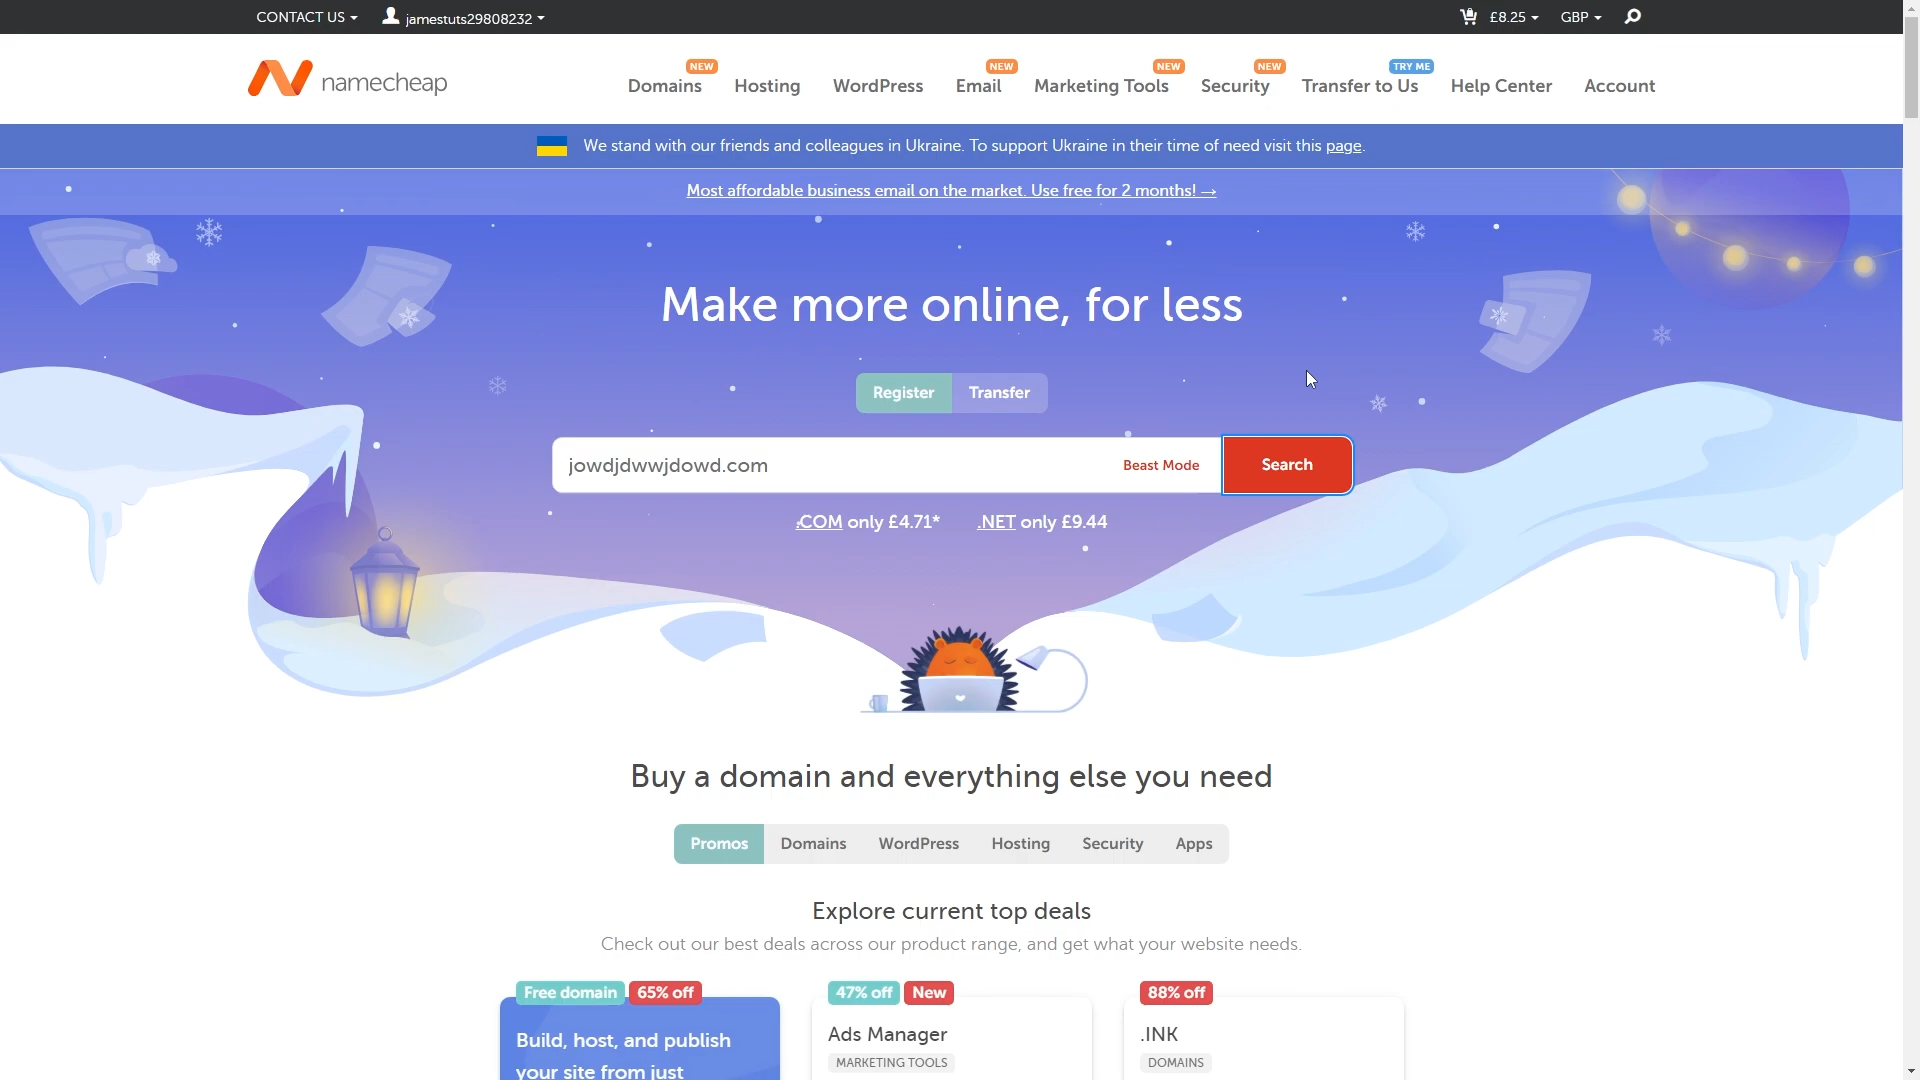 CONTACT US
jamestuts29808232
£8.25
GBP
namecheap
NEW
NEW
NEW
NEW
TRY ME
Domains
Hosting
WordPress
Email
Marketing Tools
Security
Transfer to Us
Help Center
Account
We stand with our friends and colleagues in Ukraine. To support Ukraine in their time of need visit this page.
Most affordable business email on the market. Use free for 2 months! →
Make more online, for less
Register
Transfer
jowdjdwwjdowd.com
Beast Mode
Search
.COM only £4.71*
.NET only £9.44
Buy a domain and everything else you need
Promos
Domains
WordPress
Hosting
Security
Apps
Explore current top deals
Check out our best deals across our product range, and get what your website needs.
Free domain
65% off
Build, host, and publish
your site from just
47% off
New
Ads Manager
MARKETING TOOLS
88% off
.INK
DOMAINS